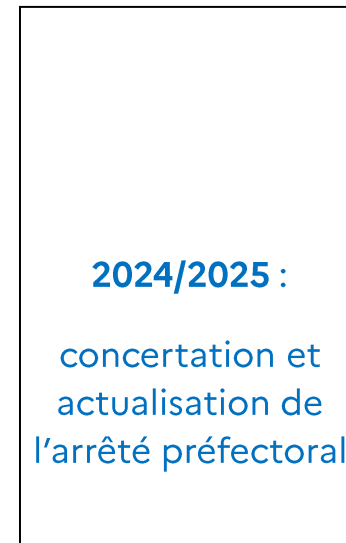 2024/2025 :
concertation et
actualisation de
l’arrêté préfectoral